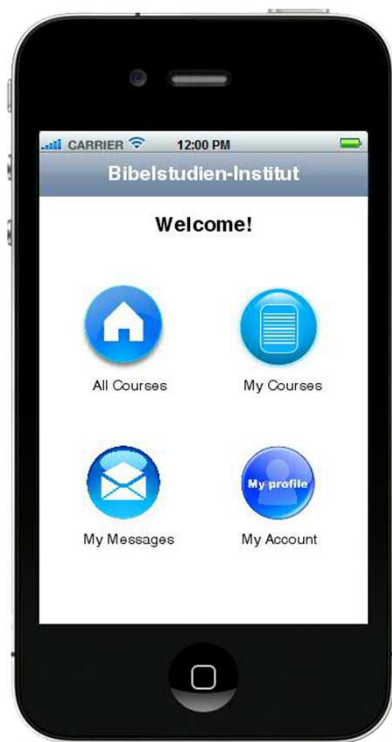 CARRIER 12:00 PM
Bibelstudien-Institut
Welcome!
All Courses My Courses
My profile
My Messages My Account